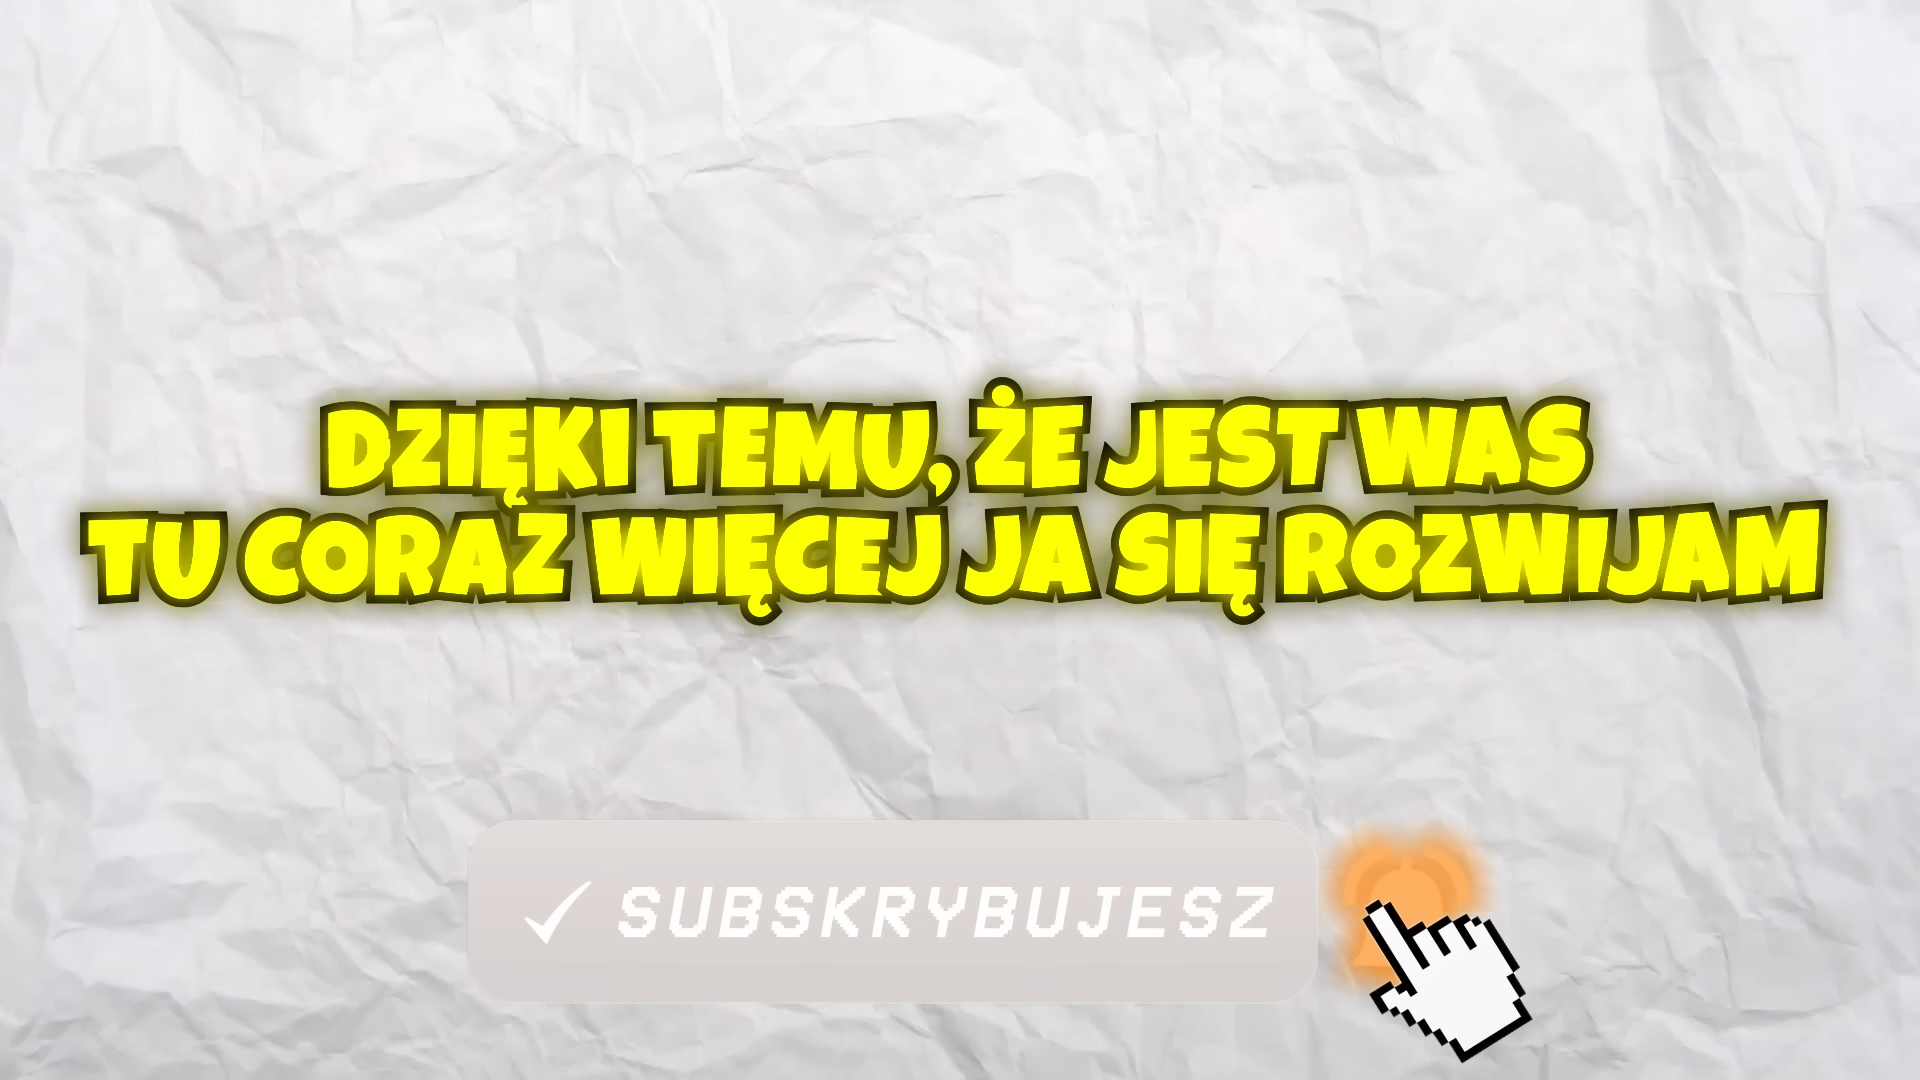 DZIĘKI TEMU, ŻE JEST WAS
TU CORAZ WIĘCEJ JA SIĘ ROZWIJAM
SUBSKRYBUJESZ